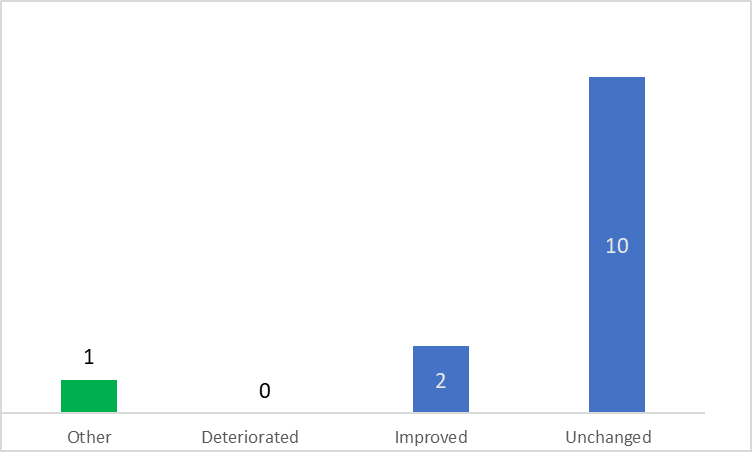 10
1
2
0
Other
Deteriorated
Improved
Unchanged